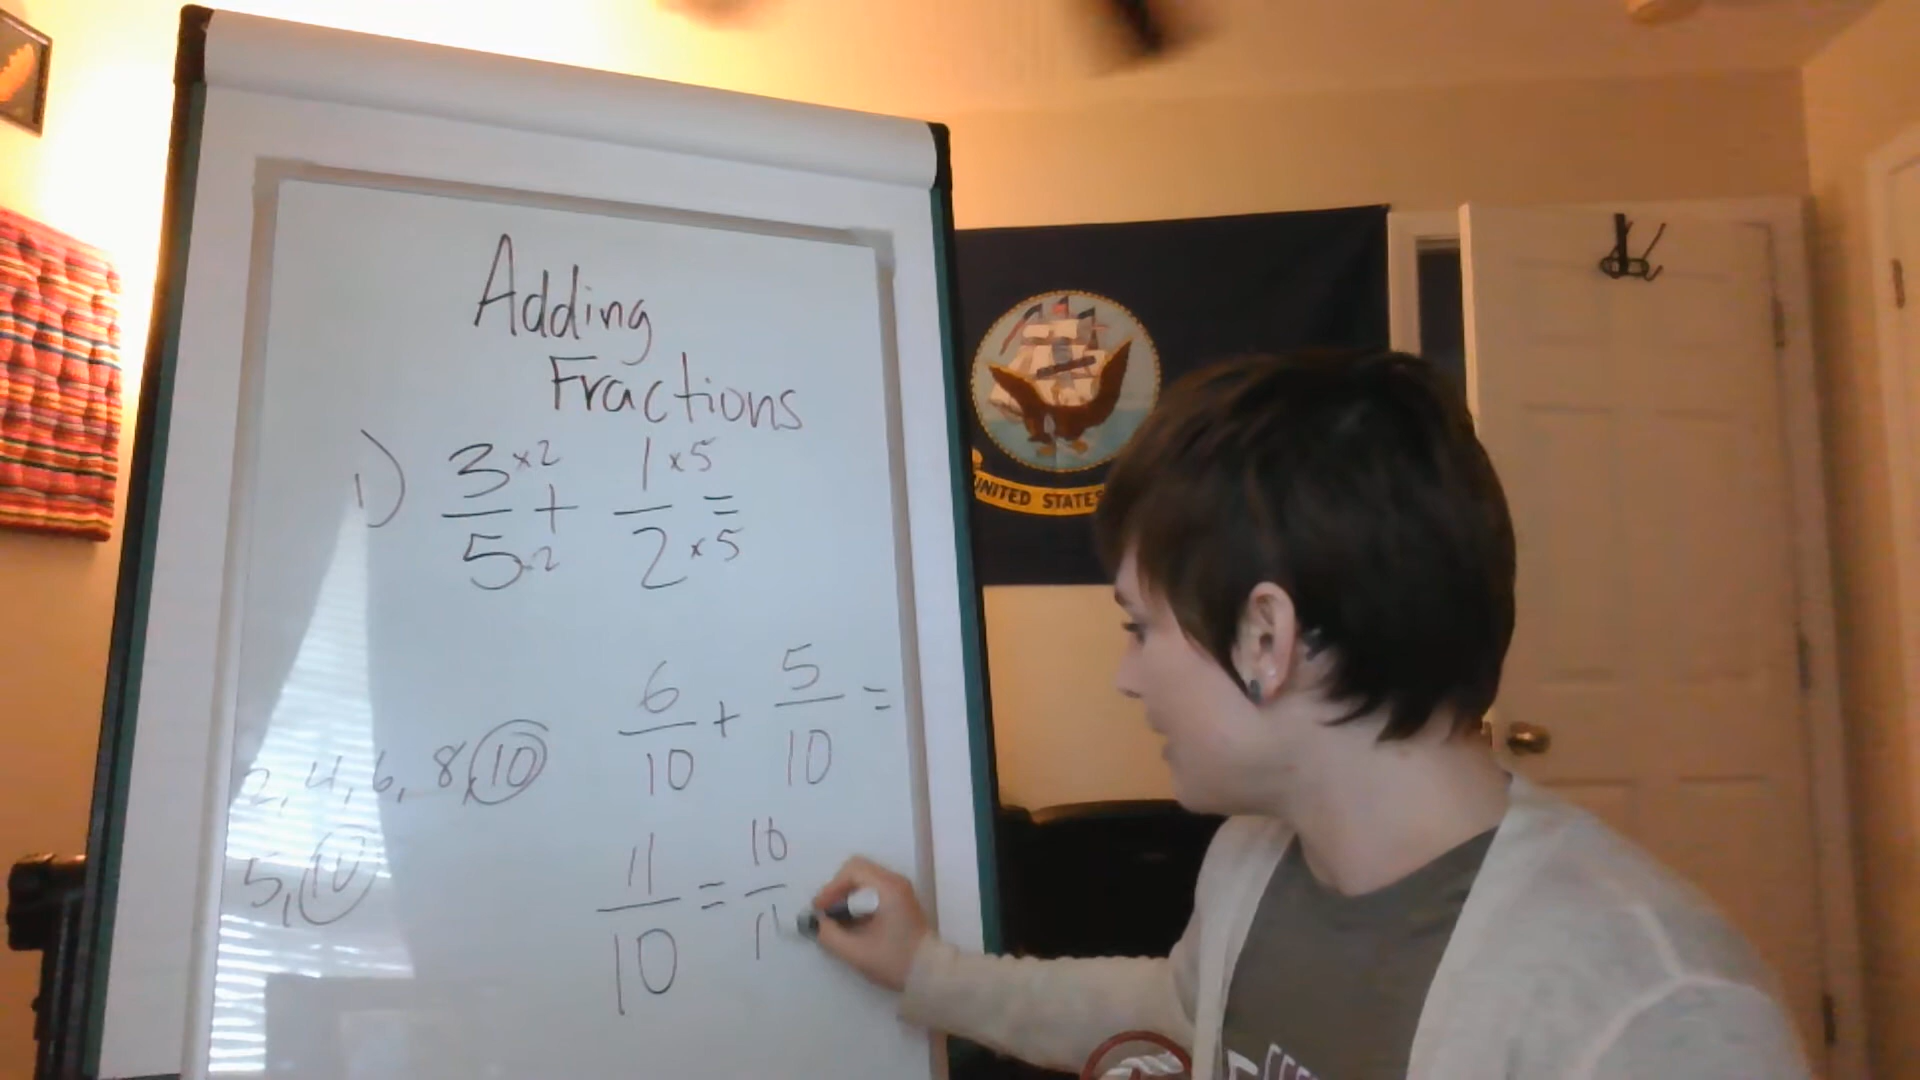 Adding
Fractions
1) 3 ×2 / 5 ·2 + 1 ×5 / 2 ×5 =
6/10 + 5/10 =
2, 4, 6, 8, 10
5, 10
11/10 = 10/
UNITED STATES